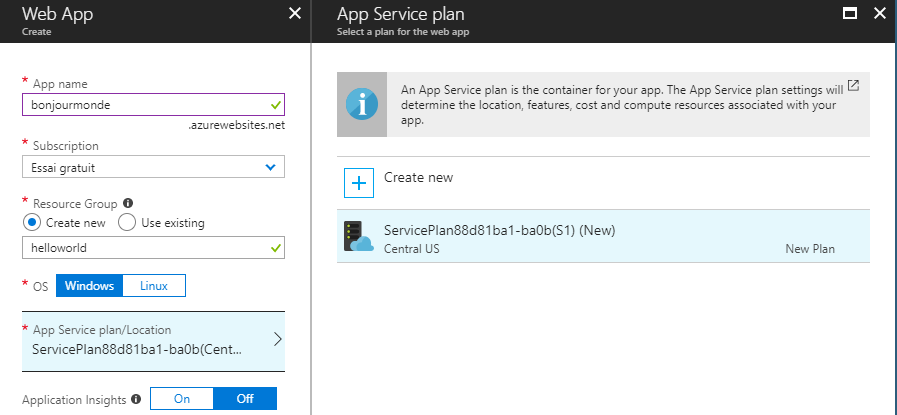 Web App
Create
* App name
bonjourmonde
.azurewebsites.net
* Subscription
Essai gratuit
* Resource Group
Create new Use existing
helloworld
* OS Windows Linux
* App Service plan/Location
ServicePlan88d81ba1-ba0b(Cent...
Application Insights On Off
App Service plan
Select a plan for the web app
An App Service plan is the container for your app. The App Service plan settings will
determine the location, features, cost and compute resources associated with your
app.
Create new
ServicePlan88d81ba1-ba0b(S1) (New)
Central US New Plan